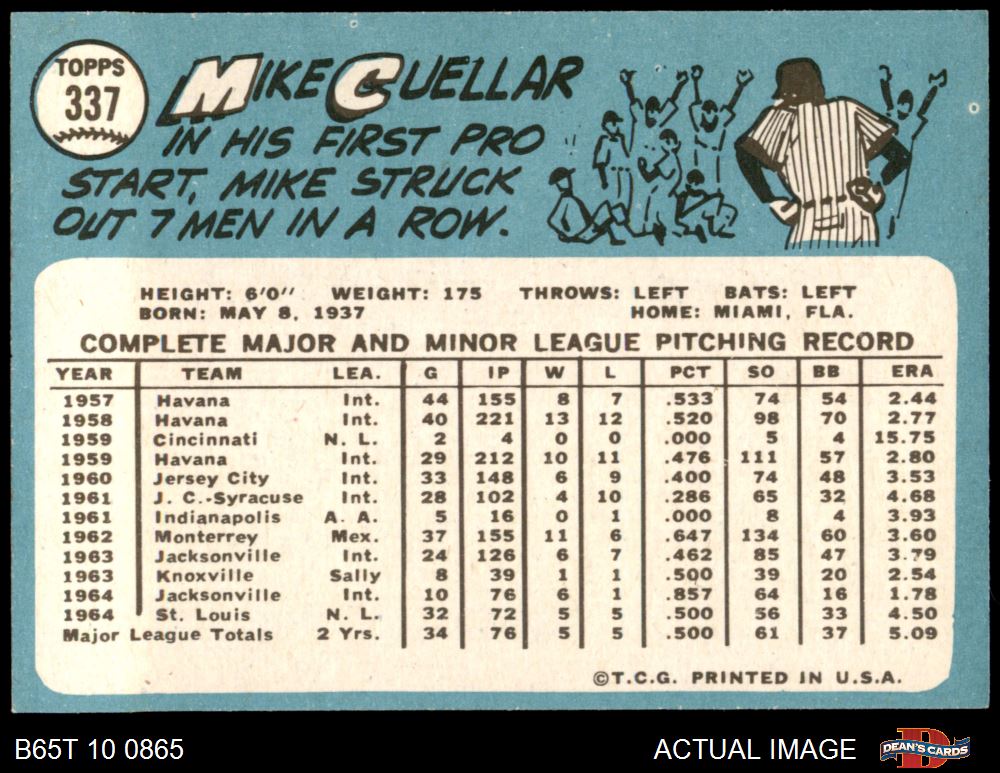 TOPPS
337
MIKE CUELLAR
IN HIS FIRST PRO
START, MIKE STRUCK
OUT 7 MEN IN A ROW.
HEIGHT: 6'0" WEIGHT: 175 THROWS: LEFT BATS: LEFT
BORN: MAY 8, 1937 HOME: MIAMI, FLA.
COMPLETE MAJOR AND MINOR LEAGUE PITCHING RECORD
YEAR TEAM LEA. G IP W L PCT SO BB ERA
1957 Havana Int. 44 155 8 7 .533 74 54 2.44
1958 Havana Int. 40 221 13 12 .520 98 70 2.77
1959 Cincinnati N. L. 2 4 0 0 .000 5 4 15.75
1959 Havana Int. 29 212 10 11 .476 111 57 2.80
1960 Jersey City Int. 33 148 6 9 .400 74 48 3.53
1961 J. C.-Syracuse Int. 28 102 4 10 .286 65 32 4.68
1961 Indianapolis A. A. 5 16 0 1 .000 8 4 3.93
1962 Monterrey Mex. 37 155 11 6 .647 134 60 3.60
1963 Jacksonville Int. 24 126 6 7 .462 85 47 3.79
1963 Knoxville Sally 8 39 1 1 .500 39 20 2.54
1964 Jacksonville Int. 10 76 6 1 .857 64 16 1.78
1964 St. Louis N. L. 32 72 5 5 .500 56 33 4.50
Major League Totals 2 Yrs. 34 76 5 5 .500 61 37 5.09
©T.C.G. PRINTED IN U.S.A.
B65T 10 0865 ACTUAL IMAGE DEAN'S CARDS